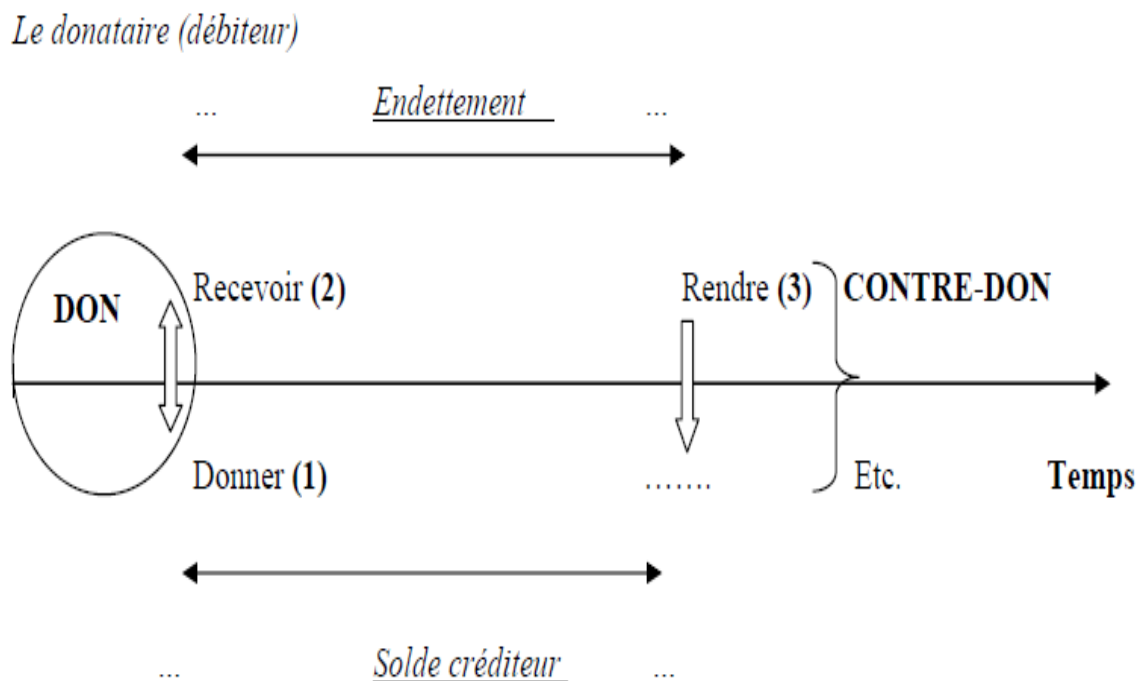 Le donataire (débiteur)
... Endettement ...
DON Recevoir (2) Rendre (3) CONTRE-DON
Donner (1) ....... Etc. Temps
... Solde créditeur ...